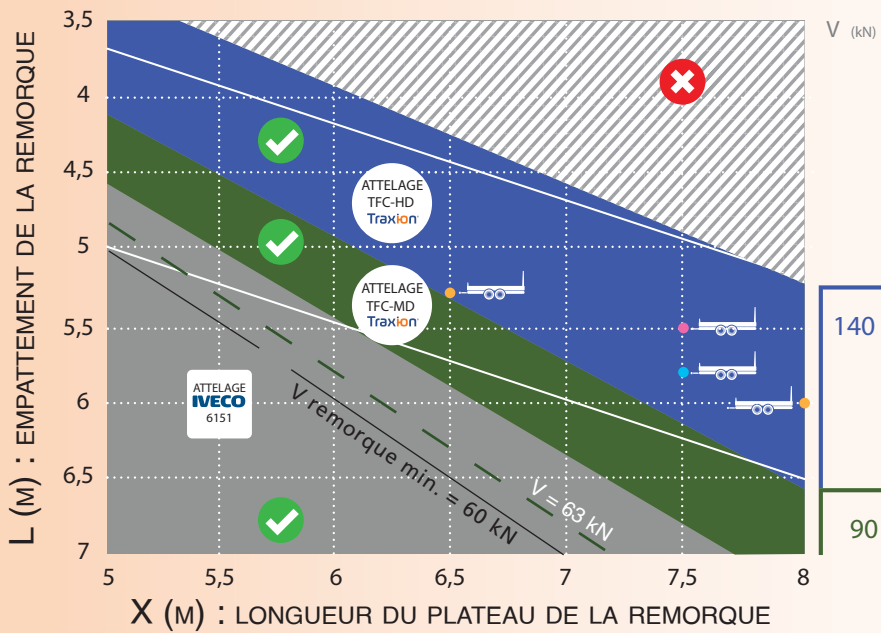 L (M) : EMPATTEMENT DE LA REMORQUE
3,5
4
4,5
5
5,5
6
6,5
7
V (kN)
ATTELAGE
TFC-HD
Traxion
ATTELAGE
TFC-MD
Traxion
140
ATTELAGE
IVECO
6151
V remorque min. = 60 kN
V = 63 kN
90
5
5,5
6
6,5
7
7,5
8
X (M) : LONGUEUR DU PLATEAU DE LA REMORQUE